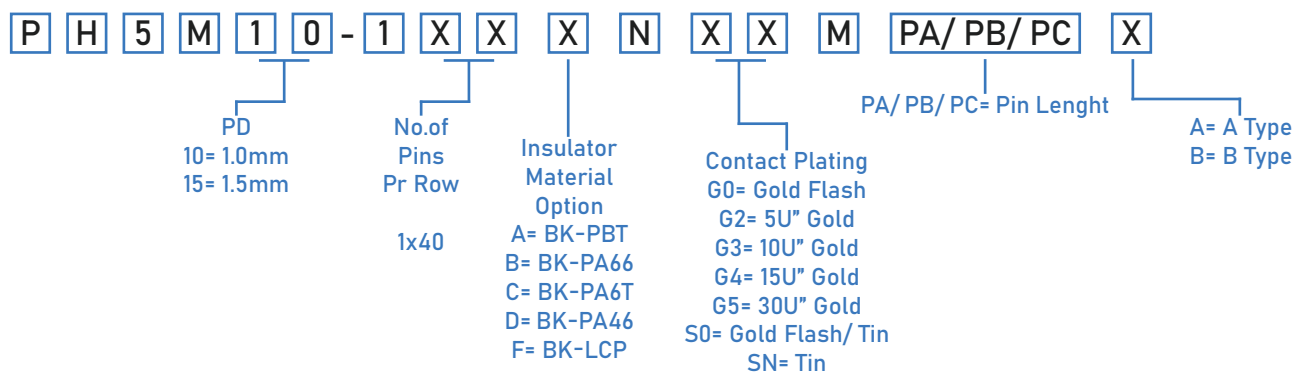 P H 5 M 1 0 - 1 X X X N X X M PA/ PB/ PC X
PD
10= 1.0mm
15= 1.5mm
No.of
Pins
Pr Row
1x40
Insulator
Material
Option
A= BK-PBT
B= BK-PA66
C= BK-PA6T
D= BK-PA46
F= BK-LCP
Contact Plating
G0= Gold Flash
G2= 5U” Gold
G3= 10U” Gold
G4= 15U” Gold
G5= 30U” Gold
S0= Gold Flash/ Tin
SN= Tin
PA/ PB/ PC= Pin Lenght
A= A Type
B= B Type